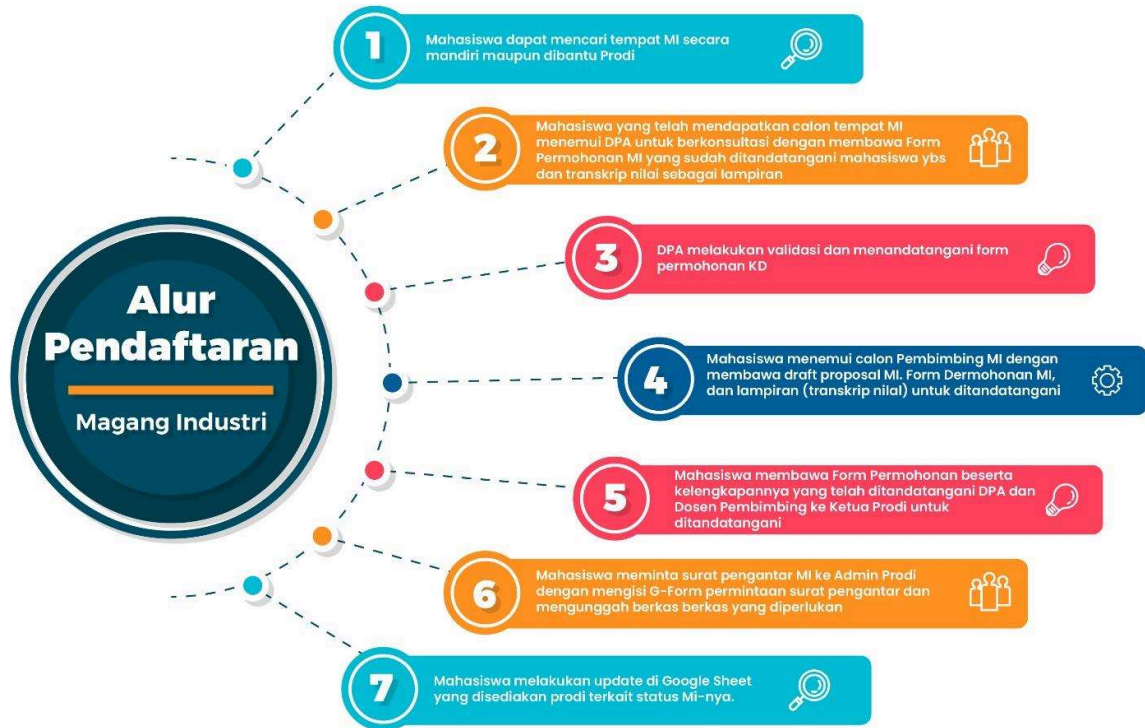 Alur
Pendaftaran
Magang Industri
1
Mahasiswa dapat mencari tempat MI secara
mandiri maupun dibantu Prodi
2
Mahasiswa yang telah mendapatkan calon tempat MI
menemui DPA untuk berkonsultasi dengan membawa Form
Permohonan MI yang sudah ditandatangani mahasiswa ybs
dan transkrip nilai sebagai lampiran
3
DPA melakukan validasi dan menandatangani form
permohonan KD
4
Mahasiswa menemui calon Pembimbing MI dengan
membawa draft proposal MI. Form Dermohonan MI,
dan lampiran (transkrip nilal) untuk ditandatangani
5
Mahasiswa membawa Form Permohonan beserta
kelengkapannya yang telah ditandatangani DPA dan
Dosen Pembimbing ke Ketua Prodi untuk
ditandatangani
6
Mahasiswa meminta surat pengantar MI ke Admin Prodi
dengan mengisi G-Form permintaan surat pengantar dan
mengunggah berkas berkas yang diperlukan
7
Mahasiswa melakukan update di Google Sheet
yang disediakan prodi terkait status Mi-nya.